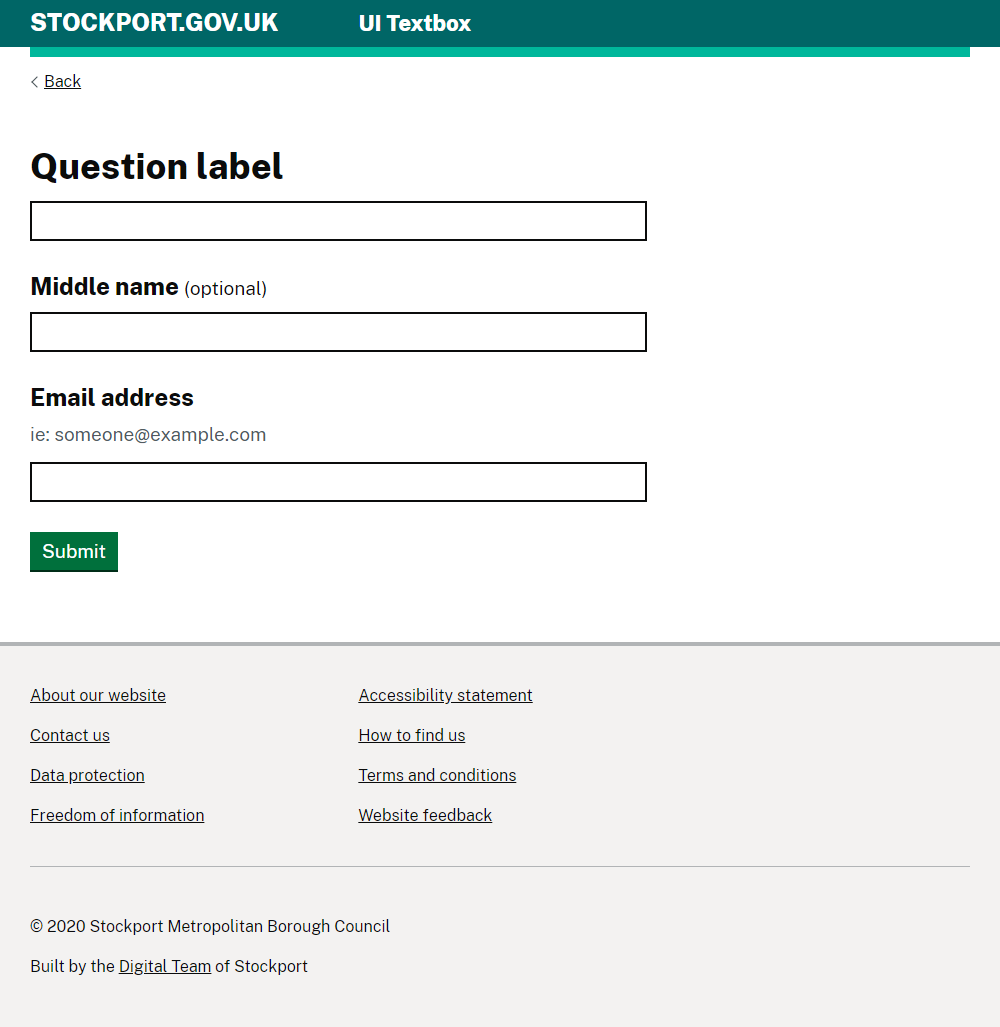 STOCKPORT.GOV.UK UI Textbox
Back
Question label
Middle name (optional)
Email address
ie: someone@example.com
Submit
About our website Accessibility statement
Contact us How to find us
Data protection Terms and conditions
Freedom of information Website feedback
© 2020 Stockport Metropolitan Borough Council
Built by the Digital Team of Stockport